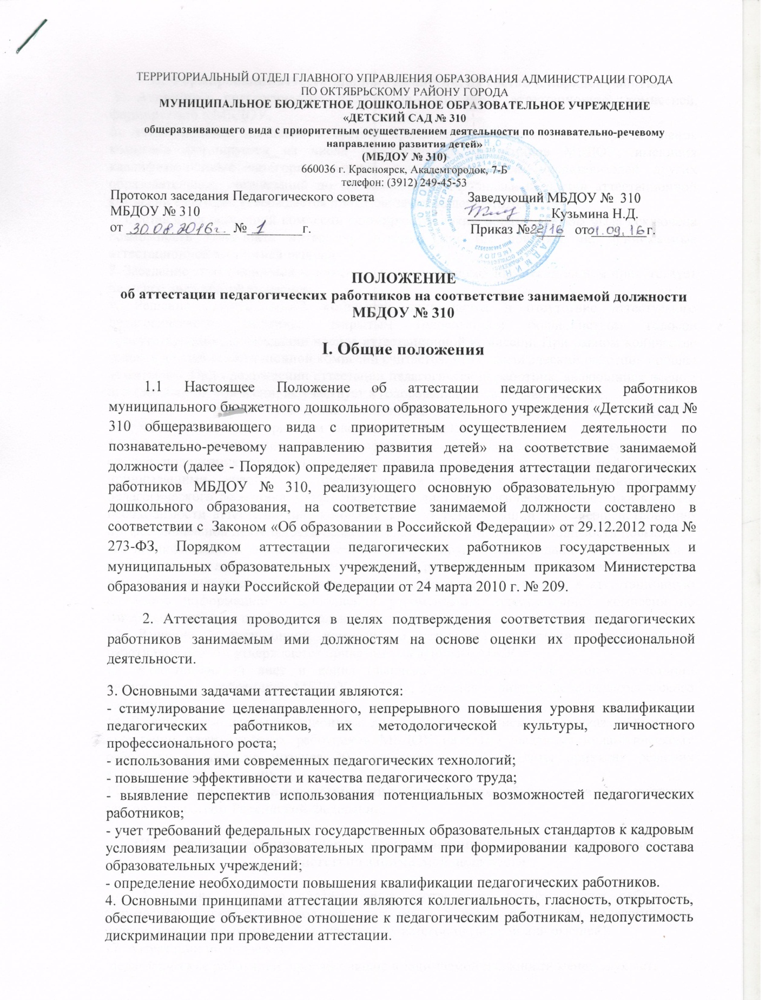 ТЕРРИТОРИАЛЬНЫЙ ОТДЕЛ ГЛАВНОГО УПРАВЛЕНИЯ ОБРАЗОВАНИЯ АДМИНИСТРАЦИИ ГОРОДА
ПО ОКТЯБРЬСКОМУ РАЙОНУ ГОРОДА
МУНИЦИПАЛЬНОЕ БЮДЖЕТНОЕ ДОШКОЛЬНОЕ ОБРАЗОВАТЕЛЬНОЕ УЧРЕЖДЕНИЕ
«ДЕТСКИЙ САД № 310
общеразвивающего вида с приоритетным осуществлением деятельности по познавательно-речевому
направлению развития детей»
(МБДОУ № 310)
660036 г. Красноярск, Академгородок, 7-Б
телефон: (3912) 249-45-53
Протокол заседания Педагогического совета
МБДОУ № 310
от 30.08.2016г. № 1 г.
Заведующий МБДОУ № 310
Кузьмина Н.Д.
Приказ № 22/16 от 01.09.16 г.
ПОЛОЖЕНИЕ
об аттестации педагогических работников на соответствие занимаемой должности
МБДОУ № 310
I. Общие положения
1.1 Настоящее Положение об аттестации педагогических работников
муниципального бюджетного дошкольного образовательного учреждения «Детский сад №
310 общеразвивающего вида с приоритетным осуществлением деятельности по
познавательно-речевому направлению развития детей» на соответствие занимаемой
должности (далее - Порядок) определяет правила проведения аттестации педагогических
работников МБДОУ № 310, реализующего основную образовательную программу
дошкольного образования, на соответствие занимаемой должности составлено в
соответствии с Законом «Об образовании в Российской Федерации» от 29.12.2012 года №
273-ФЗ, Порядком аттестации педагогических работников государственных и
муниципальных образовательных учреждений, утвержденным приказом Министерства
образования и науки Российской Федерации от 24 марта 2010 г. № 209.
2. Аттестация проводится в целях подтверждения соответствия педагогических
работников занимаемым ими должностям на основе оценки их профессиональной
деятельности.
3. Основными задачами аттестации являются:
- стимулирование целенаправленного, непрерывного повышения уровня квалификации
педагогических работников, их методологической культуры, личностного
профессионального роста;
- использования ими современных педагогических технологий;
- повышение эффективности и качества педагогического труда;
- выявление перспектив использования потенциальных возможностей педагогических
работников;
- учет требований федеральных государственных образовательных стандартов к кадровым
условиям реализации образовательных программ при формировании кадрового состава
образовательных учреждений;
- определение необходимости повышения квалификации педагогических работников.
4. Основными принципами аттестации являются коллегиальность, гласность, открытость,
обеспечивающие объективное отношение к педагогическим работникам, недопустимость
дискриминации при проведении аттестации.